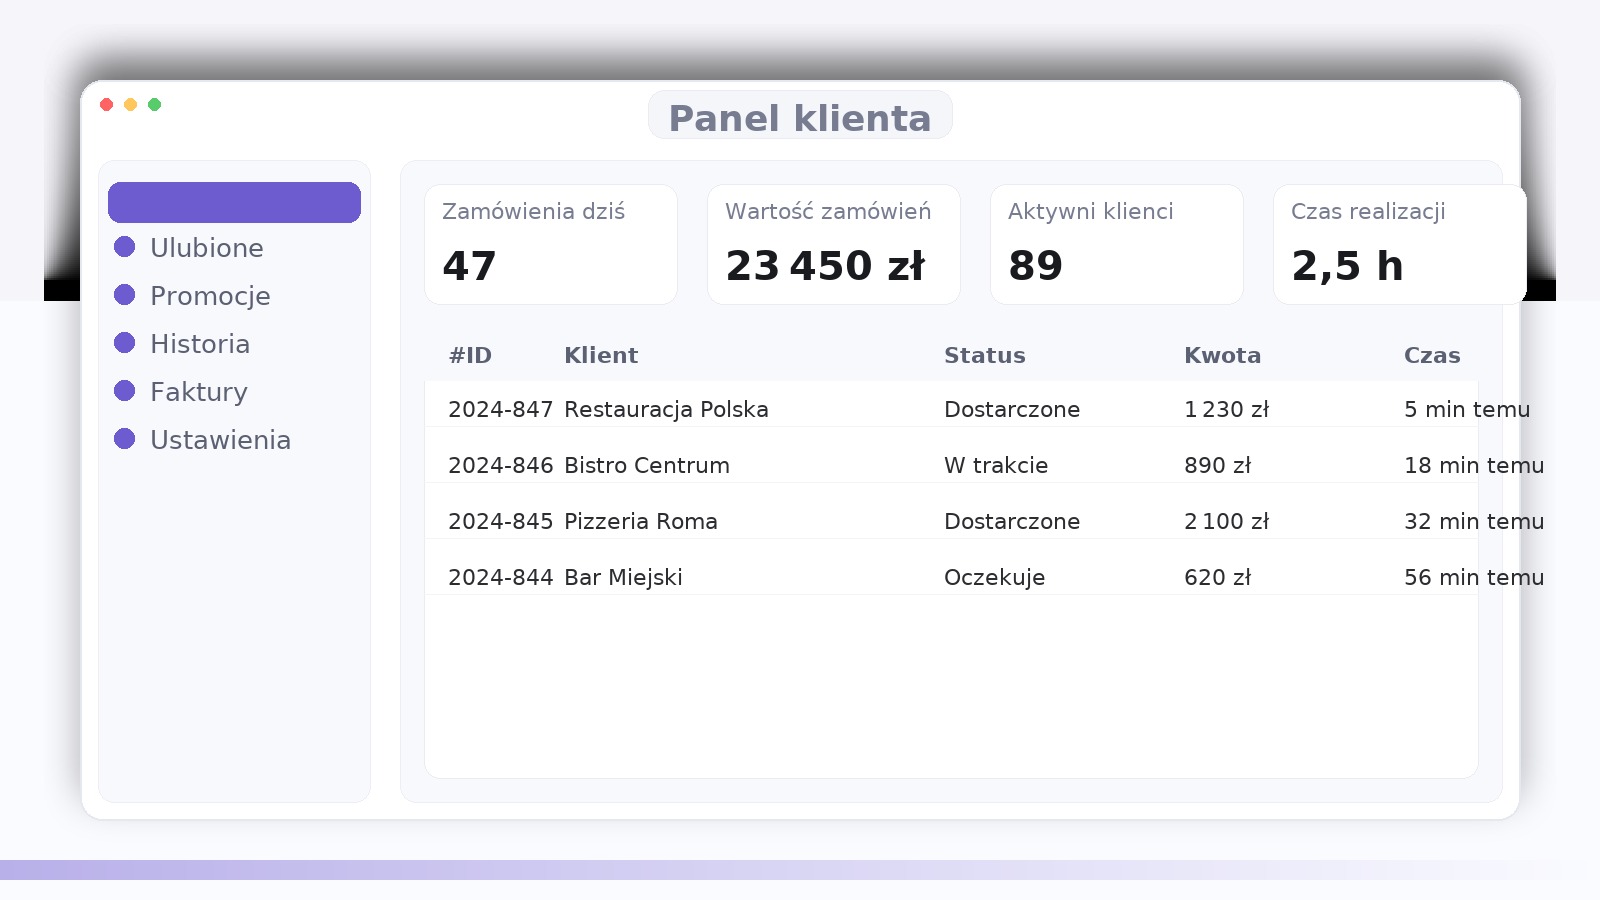 Panel klienta
Ulubione
Promocje
Historia
Faktury
Ustawienia
Zamówienia dziś
47
Wartość zamówień
23 450 zł
Aktywni klienci
89
Czas realizacji
2,5 h
#ID Klient Status Kwota Czas
2024-847 Restauracja Polska Dostarczone 1 230 zł 5 min temu
2024-846 Bistro Centrum W trakcie 890 zł 18 min temu
2024-845 Pizzeria Roma Dostarczone 2 100 zł 32 min temu
2024-844 Bar Miejski Oczekuje 620 zł 56 min temu